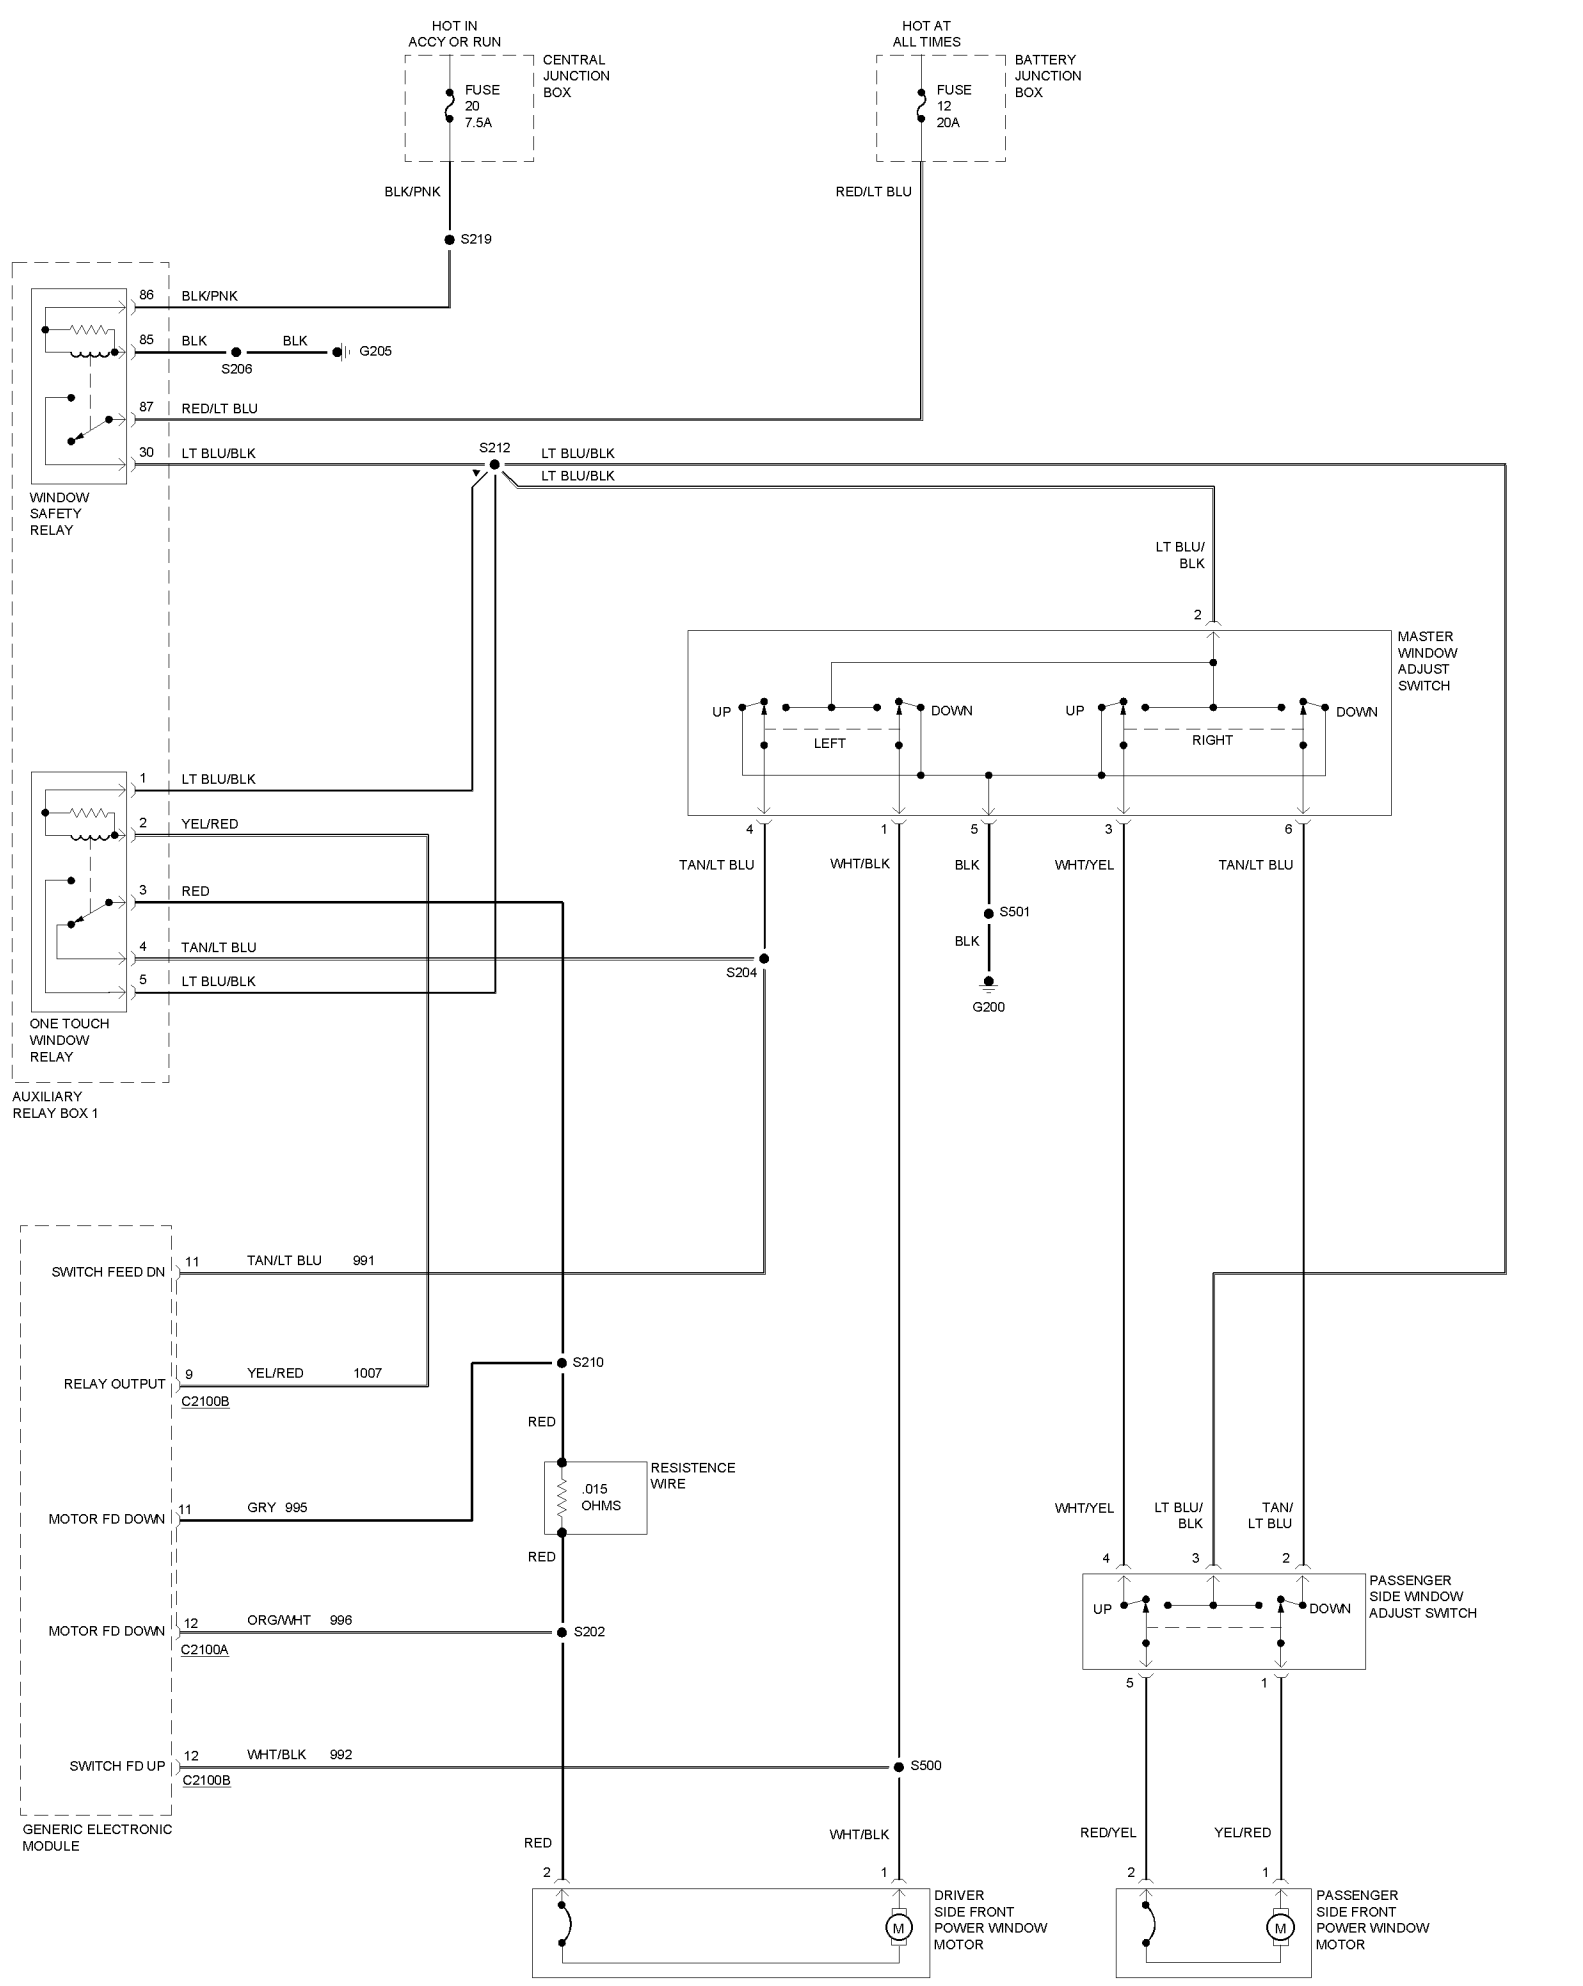 HOT IN
ACCY OR RUN
HOT AT
ALL TIMES
CENTRAL
JUNCTION
BOX
FUSE
20
7.5A
BATTERY
JUNCTION
BOX
FUSE
12
20A
BLK/PNK
RED/LT BLU
S219
86 BLK/PNK
85 BLK
BLK
G205
S206
87 RED/LT BLU
30 LT BLU/BLK
S212
LT BLU/BLK
LT BLU/BLK
WINDOW
SAFETY
RELAY
LT BLU/
BLK
2
MASTER
WINDOW
ADJUST
SWITCH
UP
DOWN
LEFT
UP
DOWN
RIGHT
1 LT BLU/BLK
2 YEL/RED
3 RED
4 TAN/LT BLU
5 LT BLU/BLK
4
1
5
3
6
TAN/LT BLU
WHT/BLK
BLK
WHT/YEL
TAN/LT BLU
S501
BLK
G200
S204
ONE TOUCH
WINDOW
RELAY
AUXILIARY
RELAY BOX 1
SWITCH FEED DN
11 TAN/LT BLU 991
RELAY OUTPUT
9 YEL/RED 1007
C2100B
S210
RED
RESISTENCE
WIRE
.015
OHMS
MOTOR FD DOWN
11 GRY 995
RED
MOTOR FD DOWN
12 ORG/WHT 996
C2100A
S202
WHT/YEL
LT BLU/
BLK
TAN/
LT BLU
4
3
2
PASSENGER
SIDE WINDOW
ADJUST SWITCH
UP
DOWN
5
1
SWITCH FD UP
12 WHT/BLK 992
C2100B
S500
GENERIC ELECTRONIC
MODULE
RED
WHT/BLK
RED/YEL
YEL/RED
2
1
2
1
DRIVER
SIDE FRONT
POWER WINDOW
MOTOR
M
PASSENGER
SIDE FRONT
POWER WINDOW
MOTOR
M